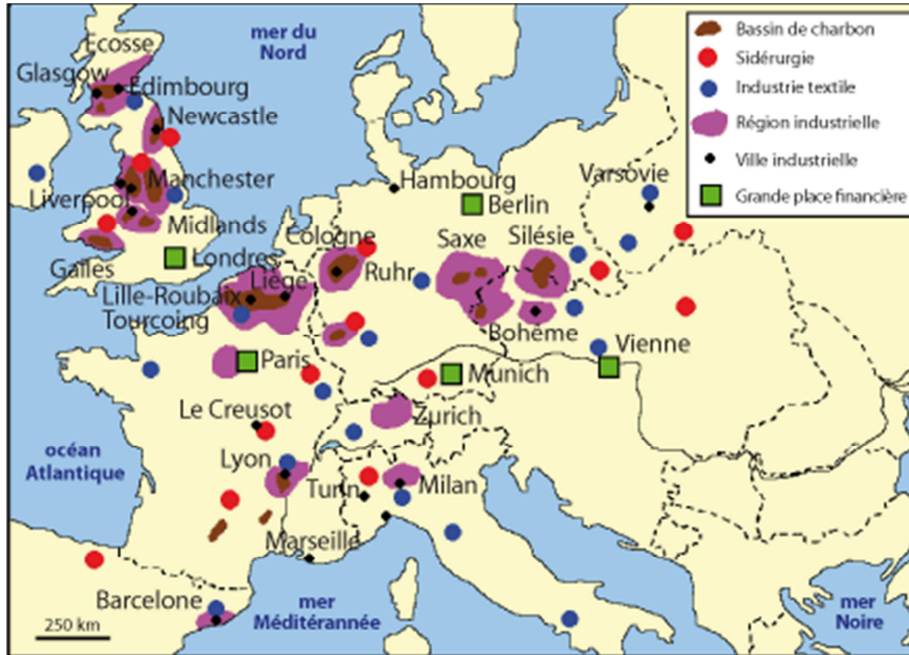 Ecosse
mer du
Nord
Glasgow
Edimbourg
Newcastle
Manchester
Liverpool
Midlands
Galles
Londres
Hambourg
Berlin
Varsovie
Cologne
Ruhr
Saxe
Silésie
Liège
Lille-Roubaix
Tourcoing
Bohème
Paris
Munich
Vienne
Le Creusot
Zurich
océan
Atlantique
Lyon
Turin
Milan
Marseille
Barcelone
mer
Méditérrannée
mer
Noire
250 km
Bassin de charbon
Sidérurgie
Industrie textile
Région industrielle
Ville industrielle
Grande place financière